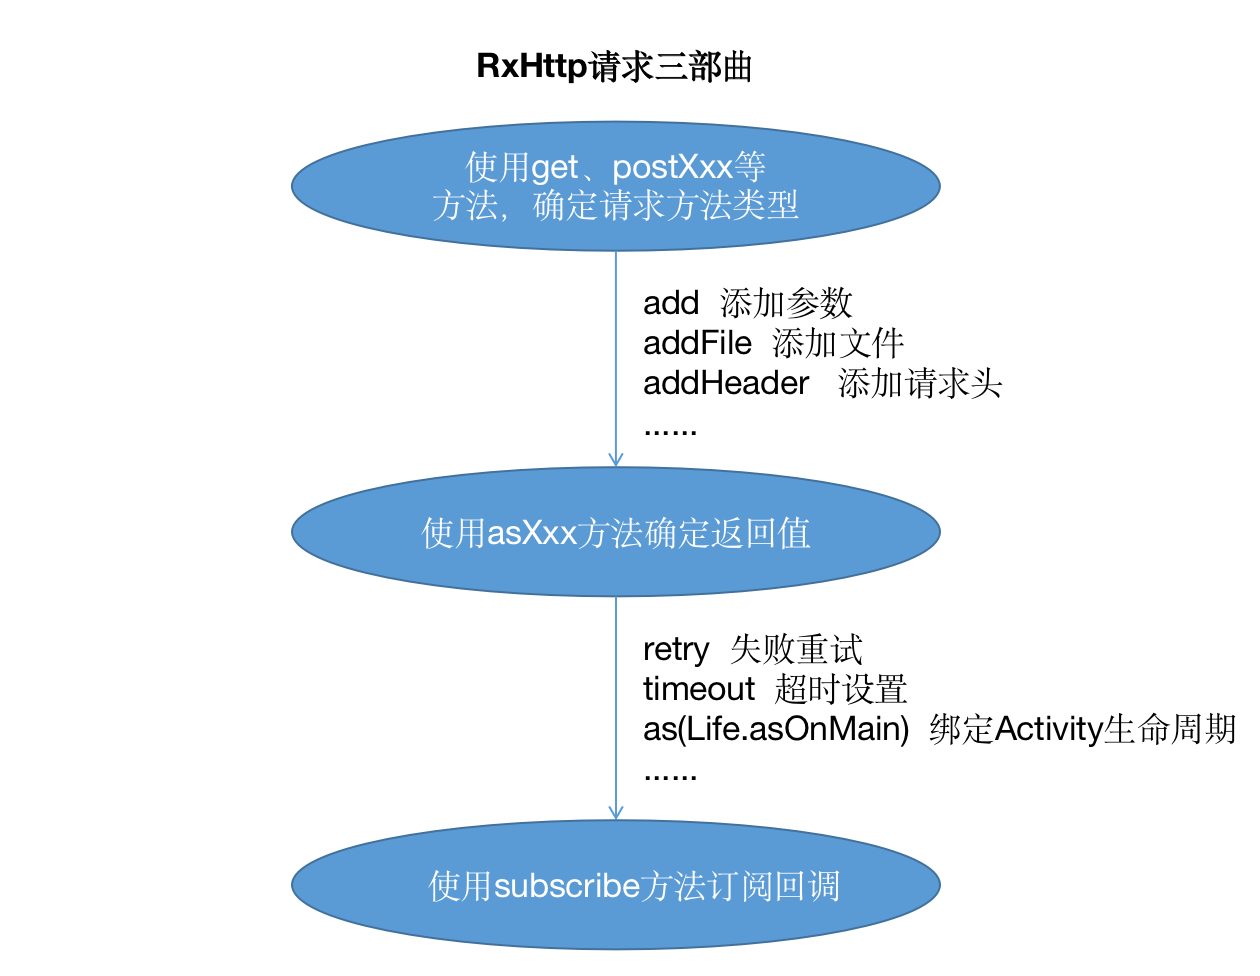 RxHttp请求三部曲
使用get、postXxx等
方法，确定请求方法类型
add 添加参数
addFile 添加文件
addHeader 添加请求头
……
使用asXxx方法确定返回值
retry 失败重试
timeout 超时设置
as(Life.asOnMain) 绑定Activity生命周期
……
使用subscribe方法订阅回调